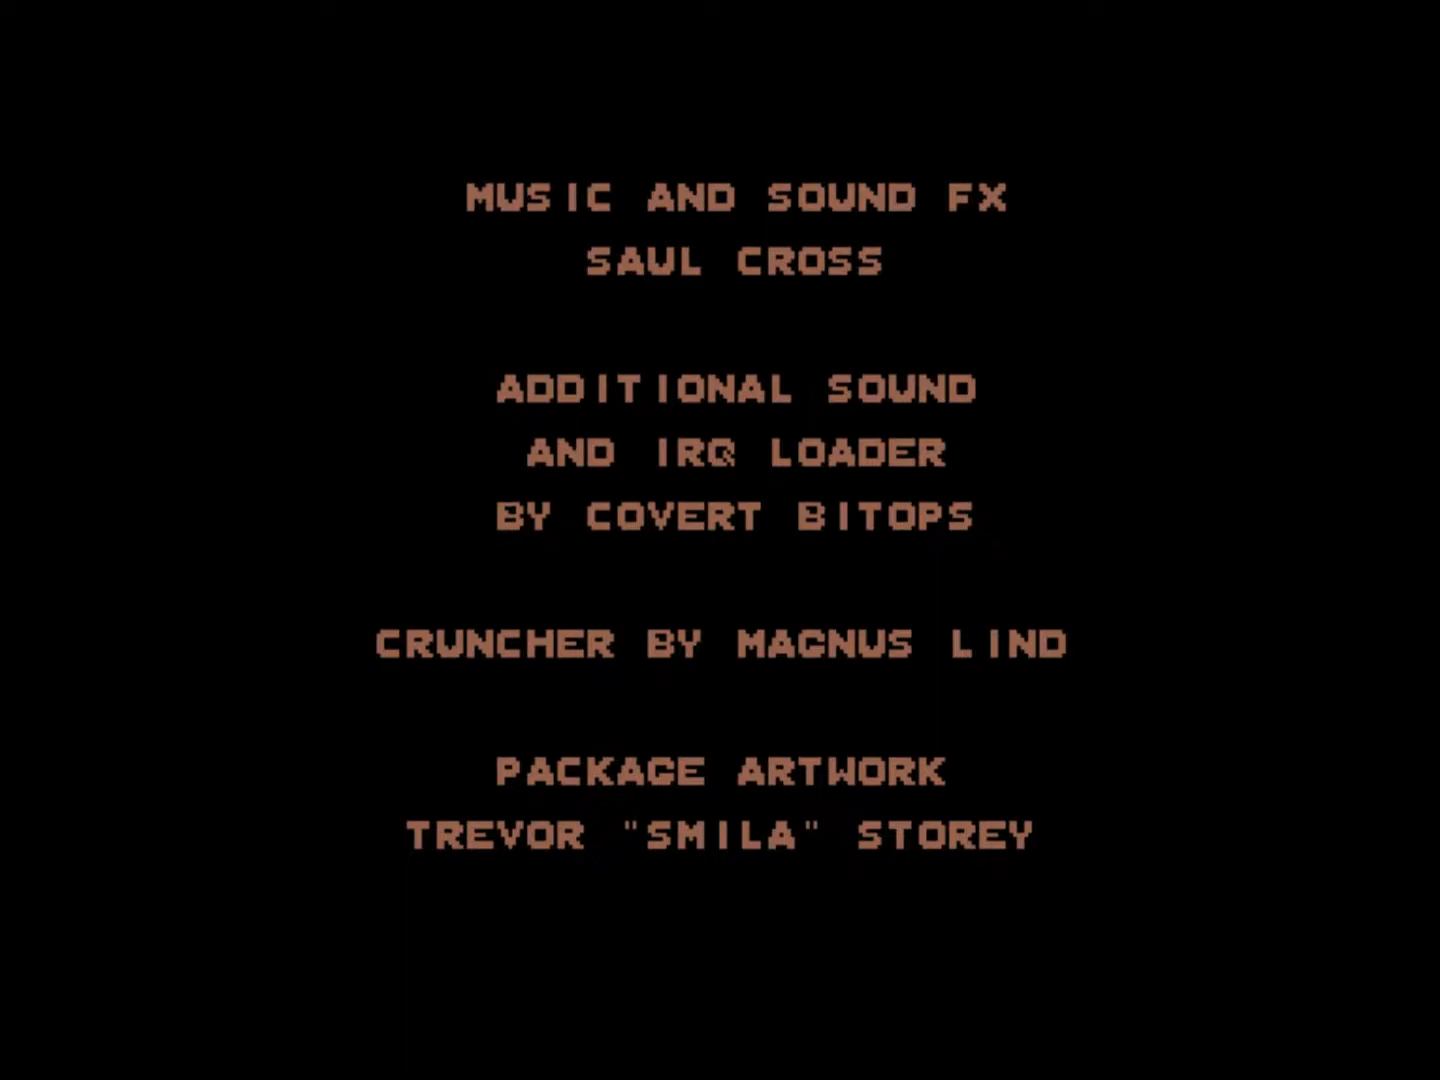 MUSIC AND SOUND FX
SAUL CROSS
ADDITIONAL SOUND
AND IRQ LOADER
BY COVERT BITOPS
CRUNCHER BY MAGNUS LIND
PACKAGE ARTWORK
TREVOR "SMILA" STOREY